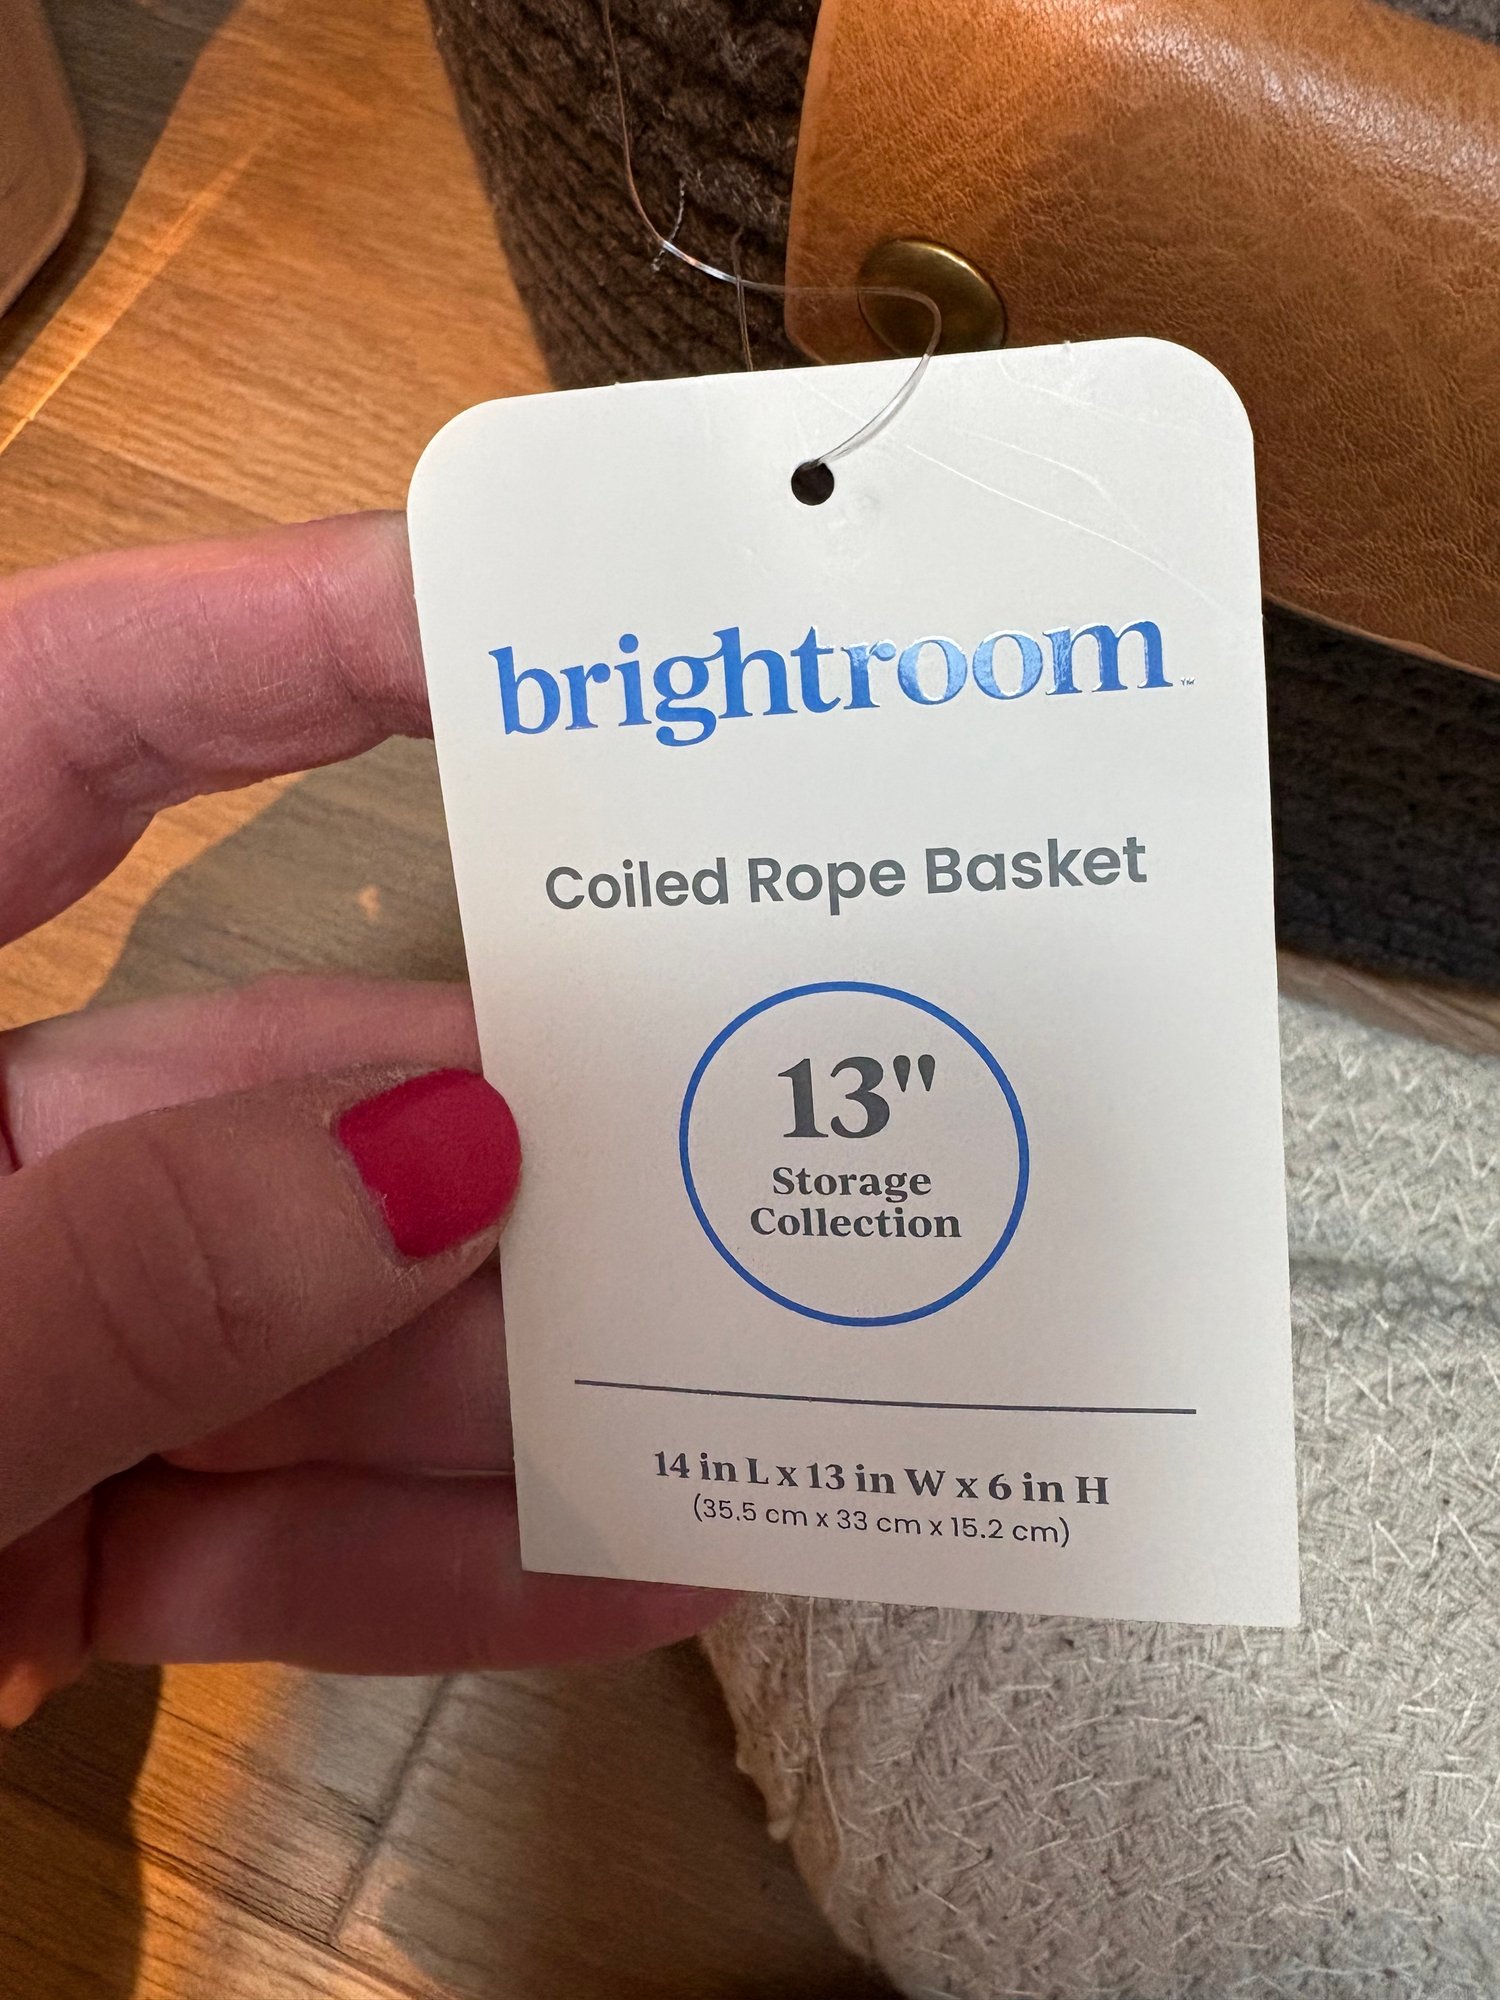 brightroom™
Coiled Rope Basket
13"
Storage
Collection
14 in L x 13 in W x 6 in H
(35.5 cm x 33 cm x 15.2 cm)